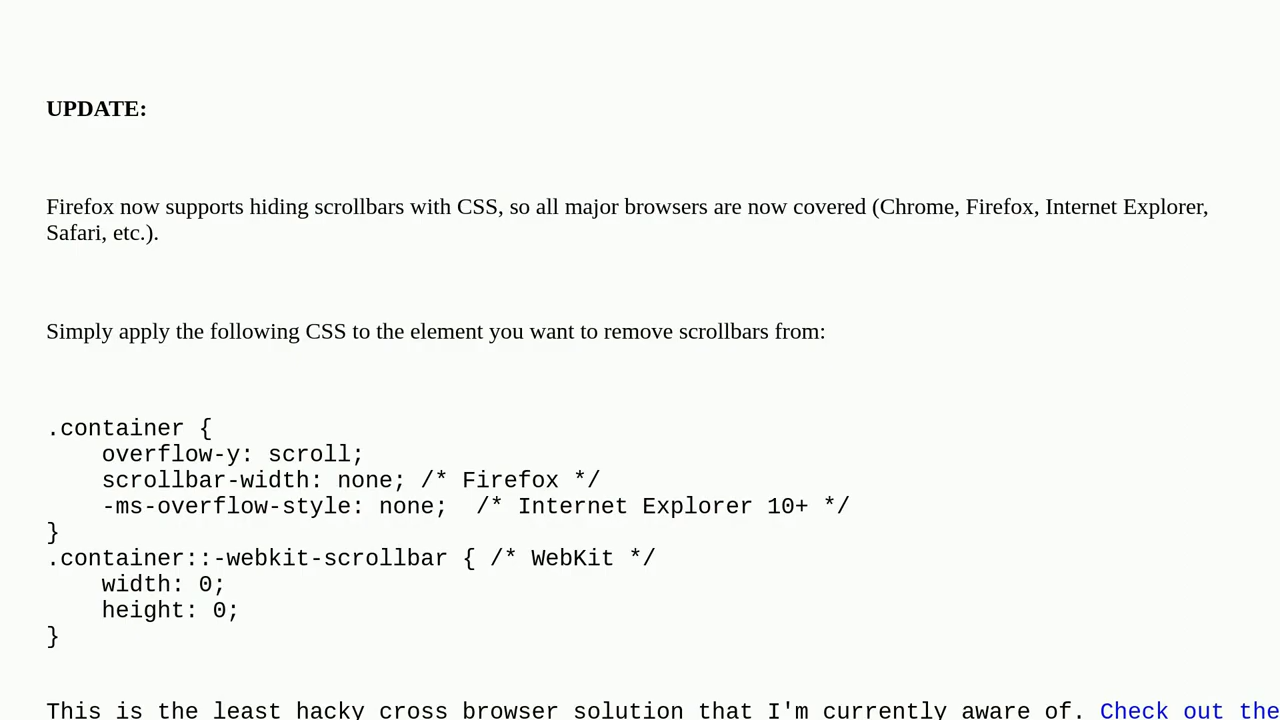 UPDATE:
Firefox now supports hiding scrollbars with CSS, so all major browsers are now covered (Chrome, Firefox, Internet Explorer,
Safari, etc.).
Simply apply the following CSS to the element you want to remove scrollbars from:
.container {
    overflow-y: scroll;
    scrollbar-width: none; /* Firefox */
    -ms-overflow-style: none;  /* Internet Explorer 10+ */
}
.container::-webkit-scrollbar { /* WebKit */
    width: 0;
    height: 0;
}
This is the least hacky cross browser solution that I'm currently aware of. Check out the